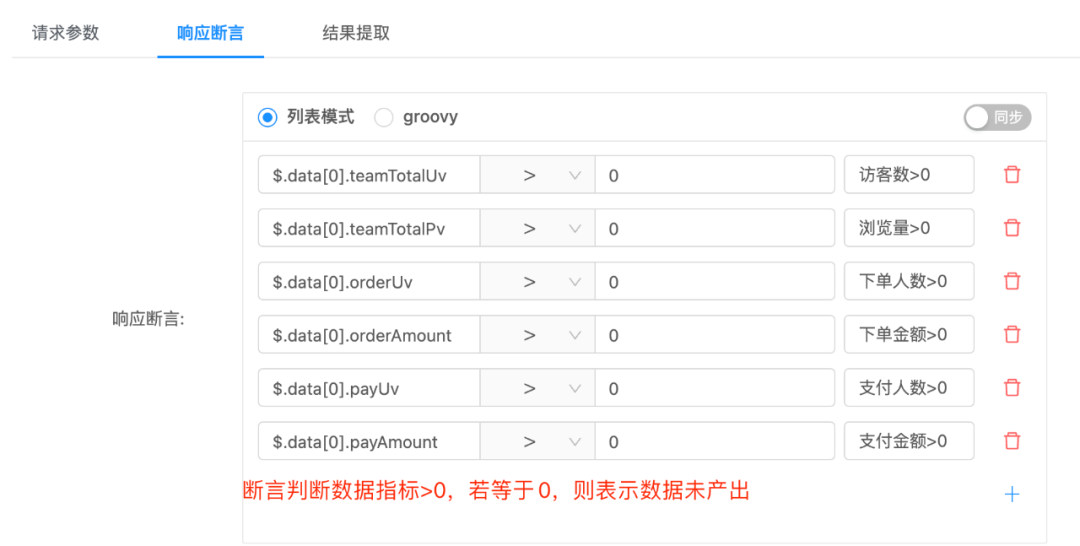 请求参数 响应断言 结果提取
列表模式 groovy 同步
$.data[0].teamTotalUv > 0 访客数>0
$.data[0].teamTotalPv > 0 浏览量>0
$.data[0].orderUv > 0 下单人数>0
响应断言:
$.data[0].orderAmount > 0 下单金额>0
$.data[0].payUv > 0 支付人数>0
$.data[0].payAmount > 0 支付金额>0
断言判断数据指标>0，若等于0，则表示数据未产出